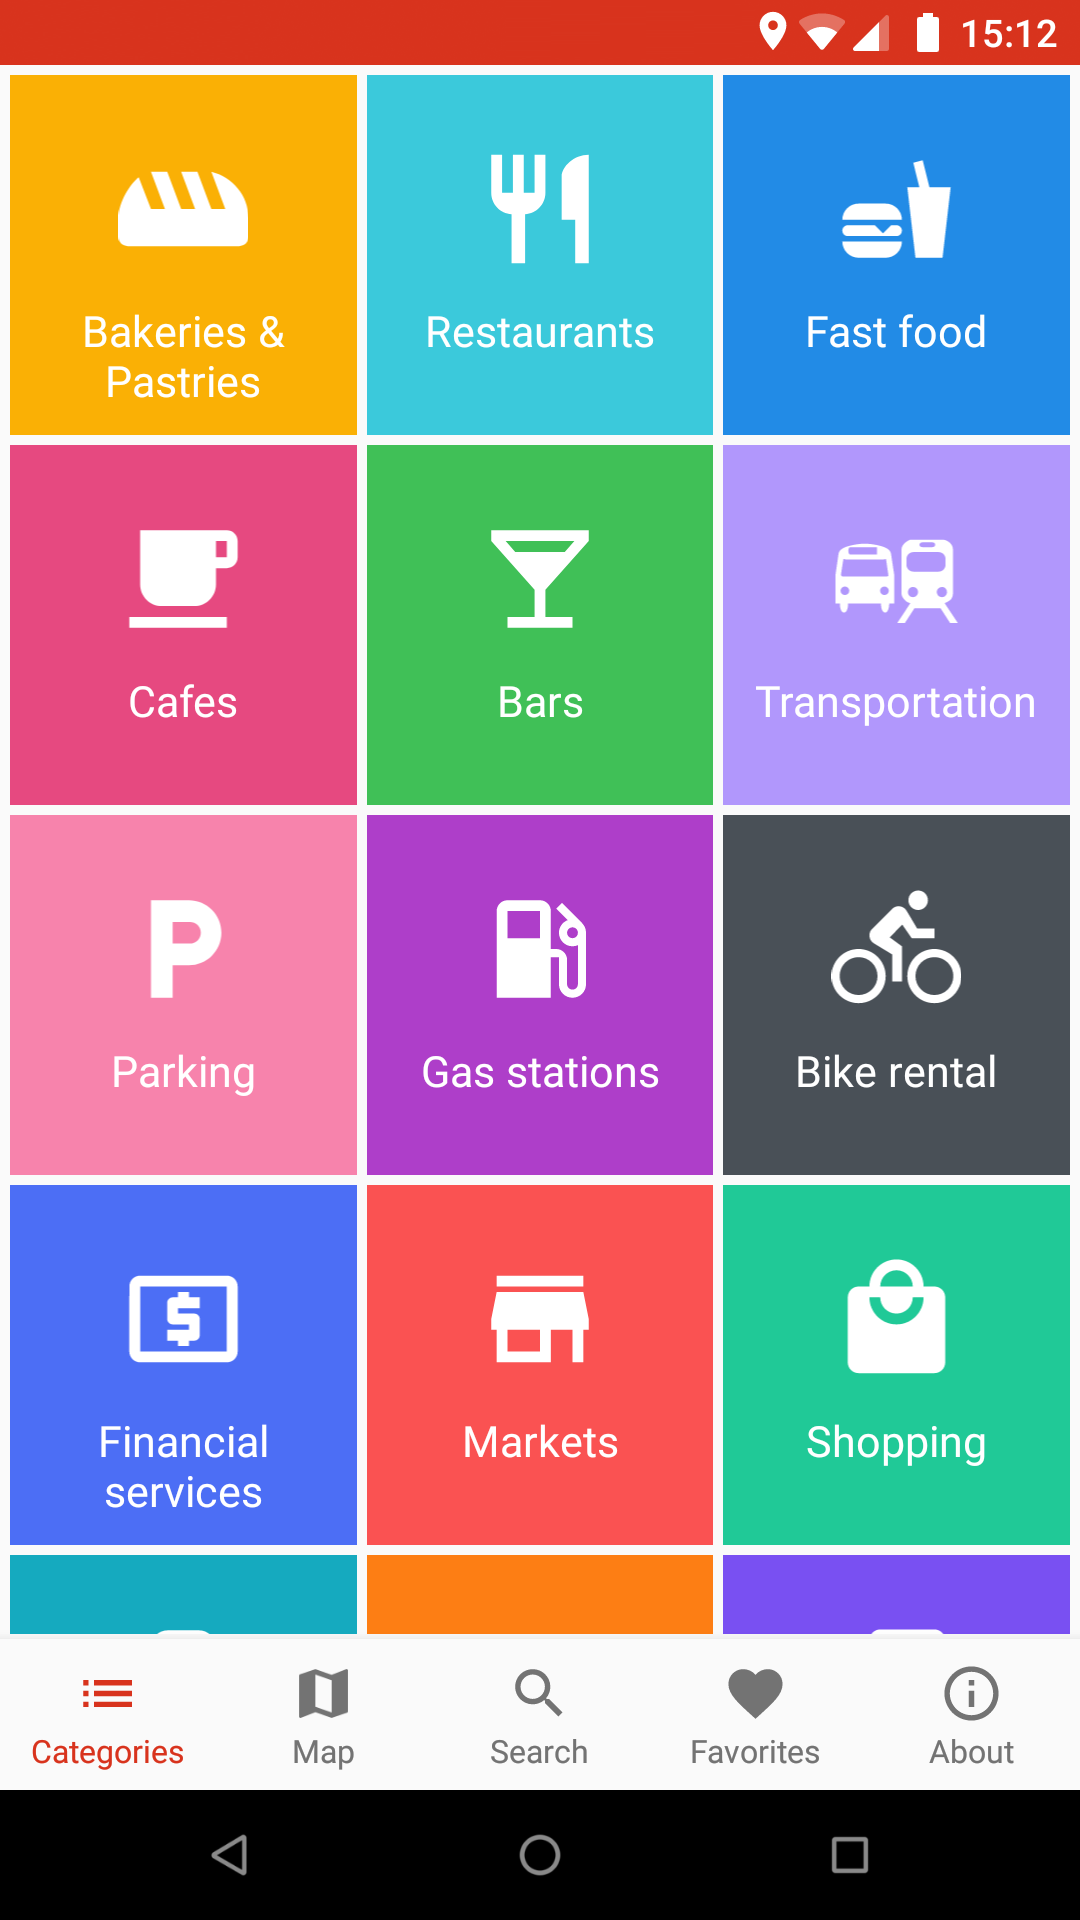 15:12
Bakeries &
Pastries
Restaurants
Fast food
Cafes
Bars
Transportation
P
Parking
Gas stations
Bike rental
$
Financial
services
Markets
Shopping
Categories
Map
Search
Favorites
About